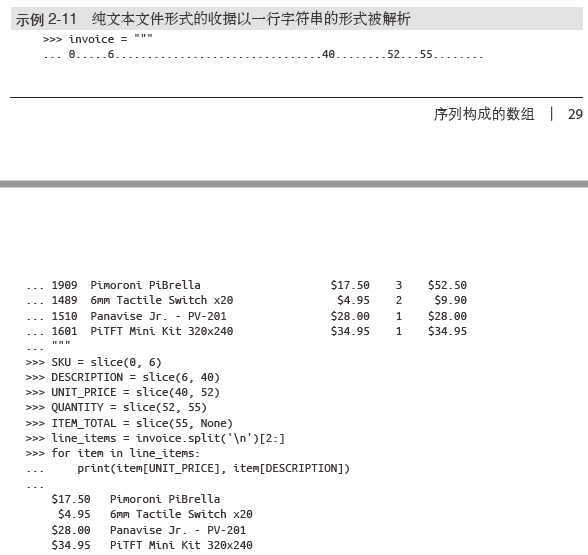 示例 2-11 纯文本文件形式的收据以一行字符串的形式被解析
>>> invoice = """
... 0.....6.................................40........52...55........
序列构成的数组 | 29
... 1909  Pimoroni PiBrella                    $17.50    3    $52.50
... 1489  6mm Tactile Switch x20                $4.95    2     $9.90
... 1510  Panavise Jr. - PV-201                $28.00    1    $28.00
... 1601  PiTFT Mini Kit 320x240               $34.95    1    $34.95
... """
>>> SKU = slice(0, 6)
>>> DESCRIPTION = slice(6, 40)
>>> UNIT_PRICE = slice(40, 52)
>>> QUANTITY = slice(52, 55)
>>> ITEM_TOTAL = slice(55, None)
>>> line_items = invoice.split('\n')[2:]
>>> for item in line_items:
...     print(item[UNIT_PRICE], item[DESCRIPTION])
...
    $17.50   Pimoroni PiBrella
     $4.95   6mm Tactile Switch x20
    $28.00   Panavise Jr. - PV-201
    $34.95   PiTFT Mini Kit 320x240